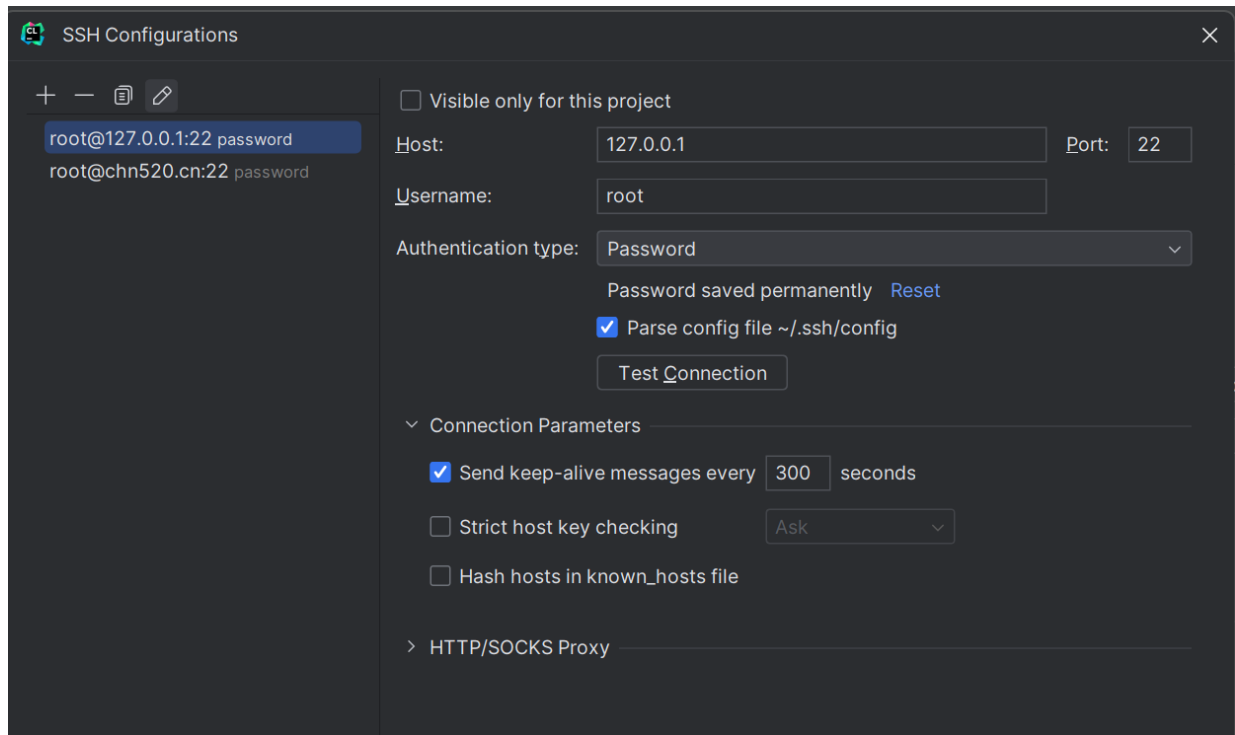 CL
SSH Configurations
root@127.0.0.1:22 password
root@chn520.cn:22 password
Visible only for this project
Host: 127.0.0.1 Port: 22
Username: root
Authentication type: Password
Password saved permanently Reset
Parse config file ~/.ssh/config
Test Connection
Connection Parameters
Send keep-alive messages every 300 seconds
Strict host key checking Ask
Hash hosts in known_hosts file
HTTP/SOCKS Proxy